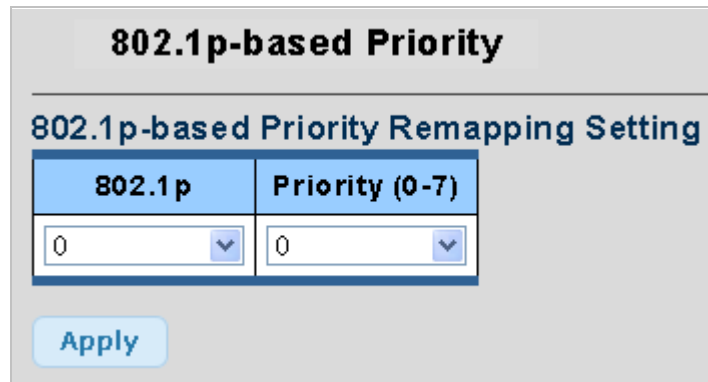 802.1p-based Priority
802.1p-based Priority Remapping Setting
802.1p Priority (0-7)
0 0
Apply